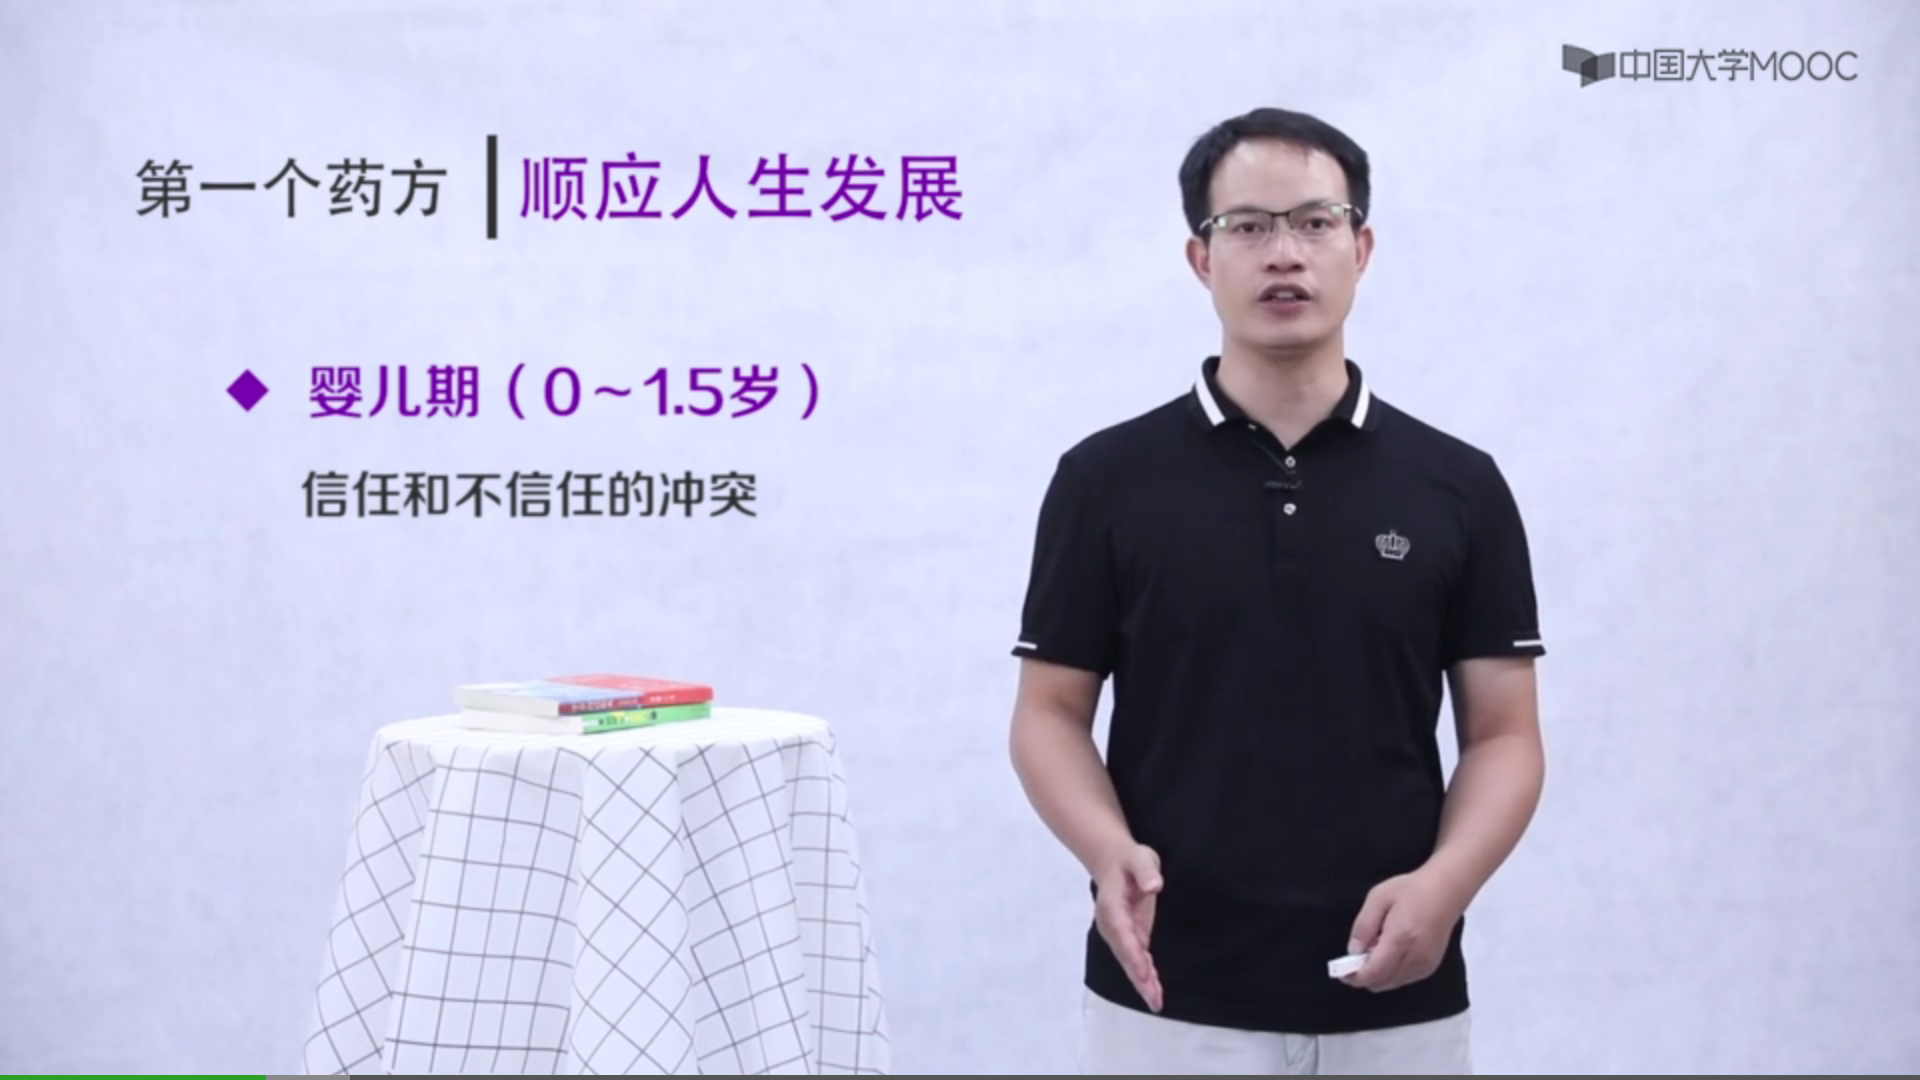 中国大学MOOC
第一个药方 | 顺应人生发展
◆ 婴儿期（0～1.5岁）
信任和不信任的冲突